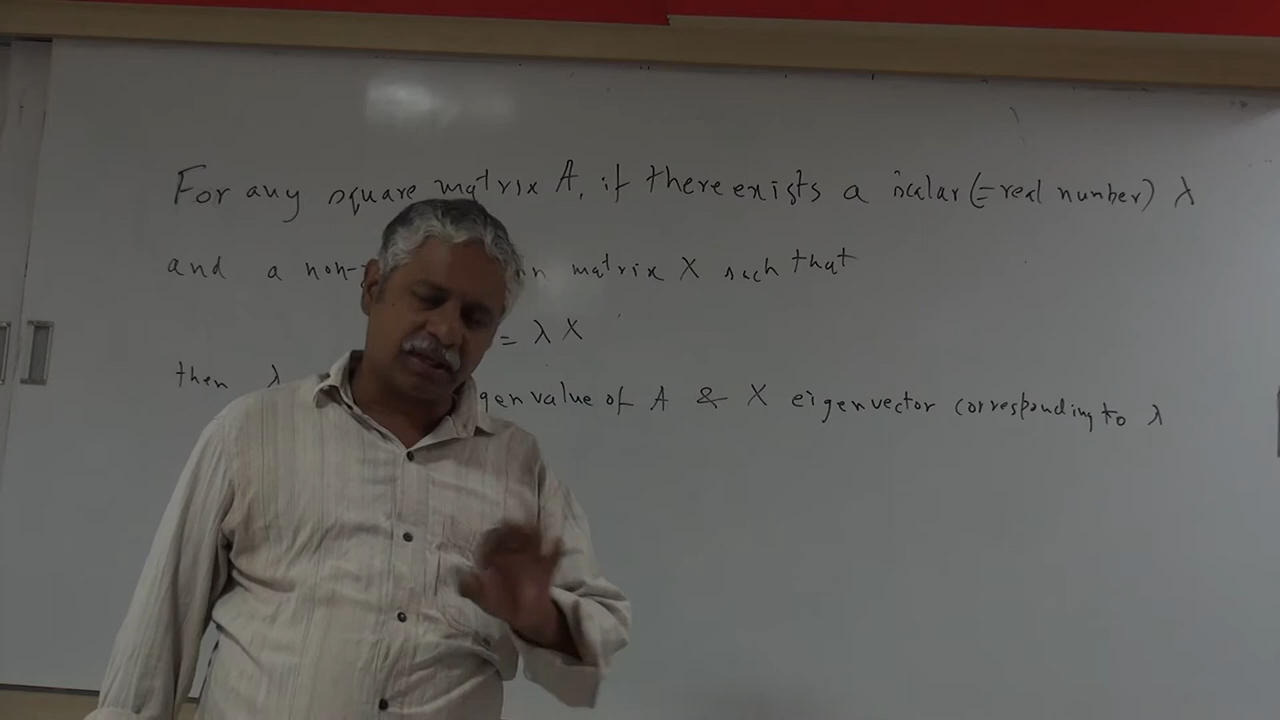 For any square matrix A, if there exists a scalar (= real number) λ
and a non- matrix X such that
= λ X
then λ genvalue of A & X eigenvector corresponding to λ